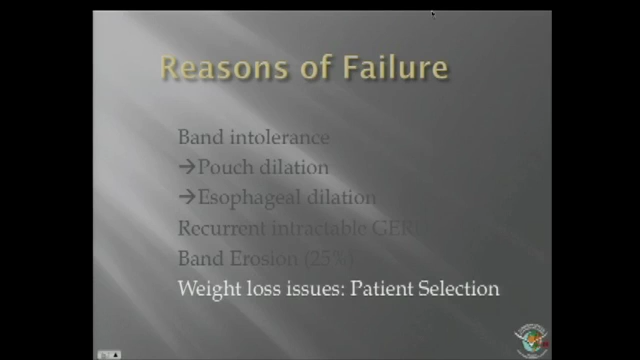 Reasons of Failure
Band intolerance
→Pouch dilation
→Esophageal dilation
Recurrent intractable GERD
Band Erosion (25%)
Weight loss issues: Patient Selection